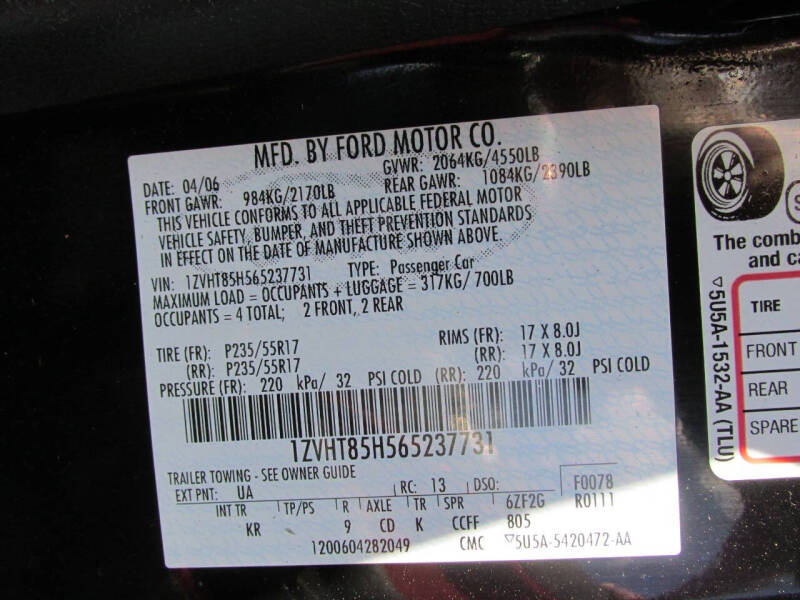 MFD. BY FORD MOTOR CO.
DATE: 04/06 GVWR: 2064KG/4550LB
FRONT GAWR: 984KG/2170LB REAR GAWR: 1084KG/2390LB
THIS VEHICLE CONFORMS TO ALL APPLICABLE FEDERAL MOTOR
VEHICLE SAFETY, BUMPER, AND THEFT PREVENTION STANDARDS
IN EFFECT ON THE DATE OF MANUFACTURE SHOWN ABOVE.
VIN: 1ZVHT85H565237731 TYPE: Passenger Car
MAXIMUM LOAD = OCCUPANTS + LUGGAGE = 317KG/ 700LB
OCCUPANTS = 4 TOTAL; 2 FRONT, 2 REAR
TIRE (FR): P235/55R17 RIMS (FR): 17 X 8.0J
(RR): P235/55R17 (RR): 17 X 8.0J
PRESSURE (FR): 220 kPa/ 32 PSI COLD (RR): 220 kPa/ 32 PSI COLD
1ZVHT85H565237731
TRAILER TOWING - SEE OWNER GUIDE
EXT PNT: UA RC: 13 DSO: F0078
INT TR TP/PS R AXLE TR SPR 6ZF2G R0111
KR 9 CD K CCFF 805
1200604282049 CMC ▽5U5A-5420472-AA
The comb
and ca
TIRE
FRONT
REAR
SPARE
▽5U5A-1532-AA (TLU)